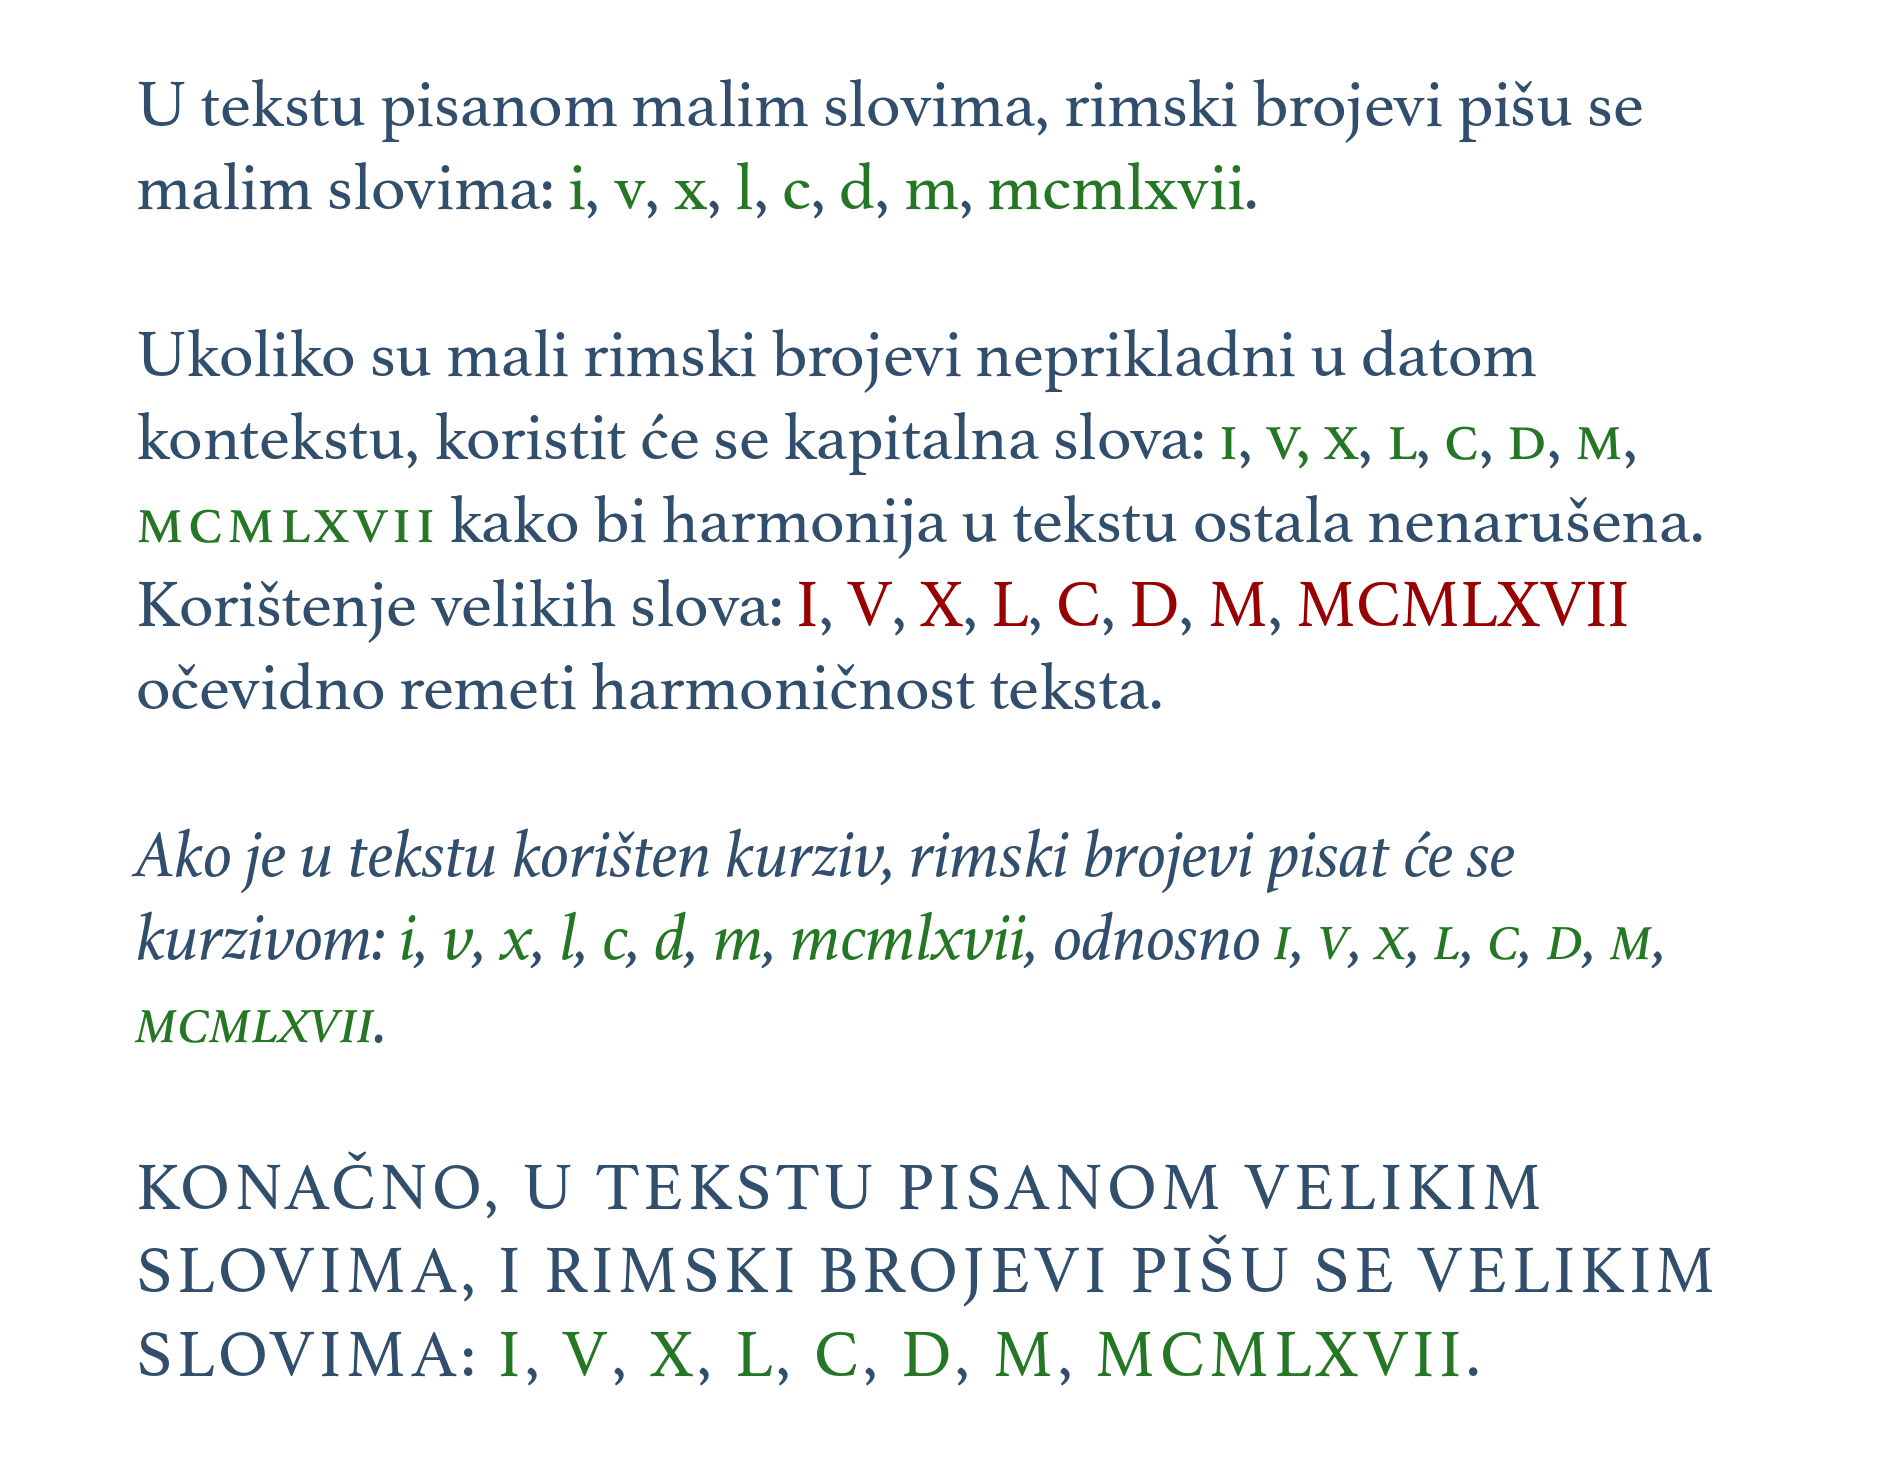 U tekstu pisanom malim slovima, rimski brojevi pišu se
malim slovima: i, v, x, l, c, d, m, mcmlxvii.
Ukoliko su mali rimski brojevi neprikladni u datom
kontekstu, koristit će se kapitalna slova: ɪ, ᴠ, x, ʟ, ᴄ, ᴅ, ᴍ,
ᴍᴄᴍʟxᴠɪɪ kako bi harmonija u tekstu ostala nenarušena.
Korištenje velikih slova: I, V, X, L, C, D, M, MCMLXVII
očevidno remeti harmoničnost teksta.
Ako je u tekstu korišten kurziv, rimski brojevi pisat će se
kurzivom: i, v, x, l, c, d, m, mcmlxvii, odnosno I, V, X, L, C, D, M,
MCMLXVII.
KONAČNO, U TEKSTU PISANOM VELIKIM
SLOVIMA, I RIMSKI BROJEVI PIŠU SE VELIKIM
SLOVIMA: I, V, X, L, C, D, M, MCMLXVII.